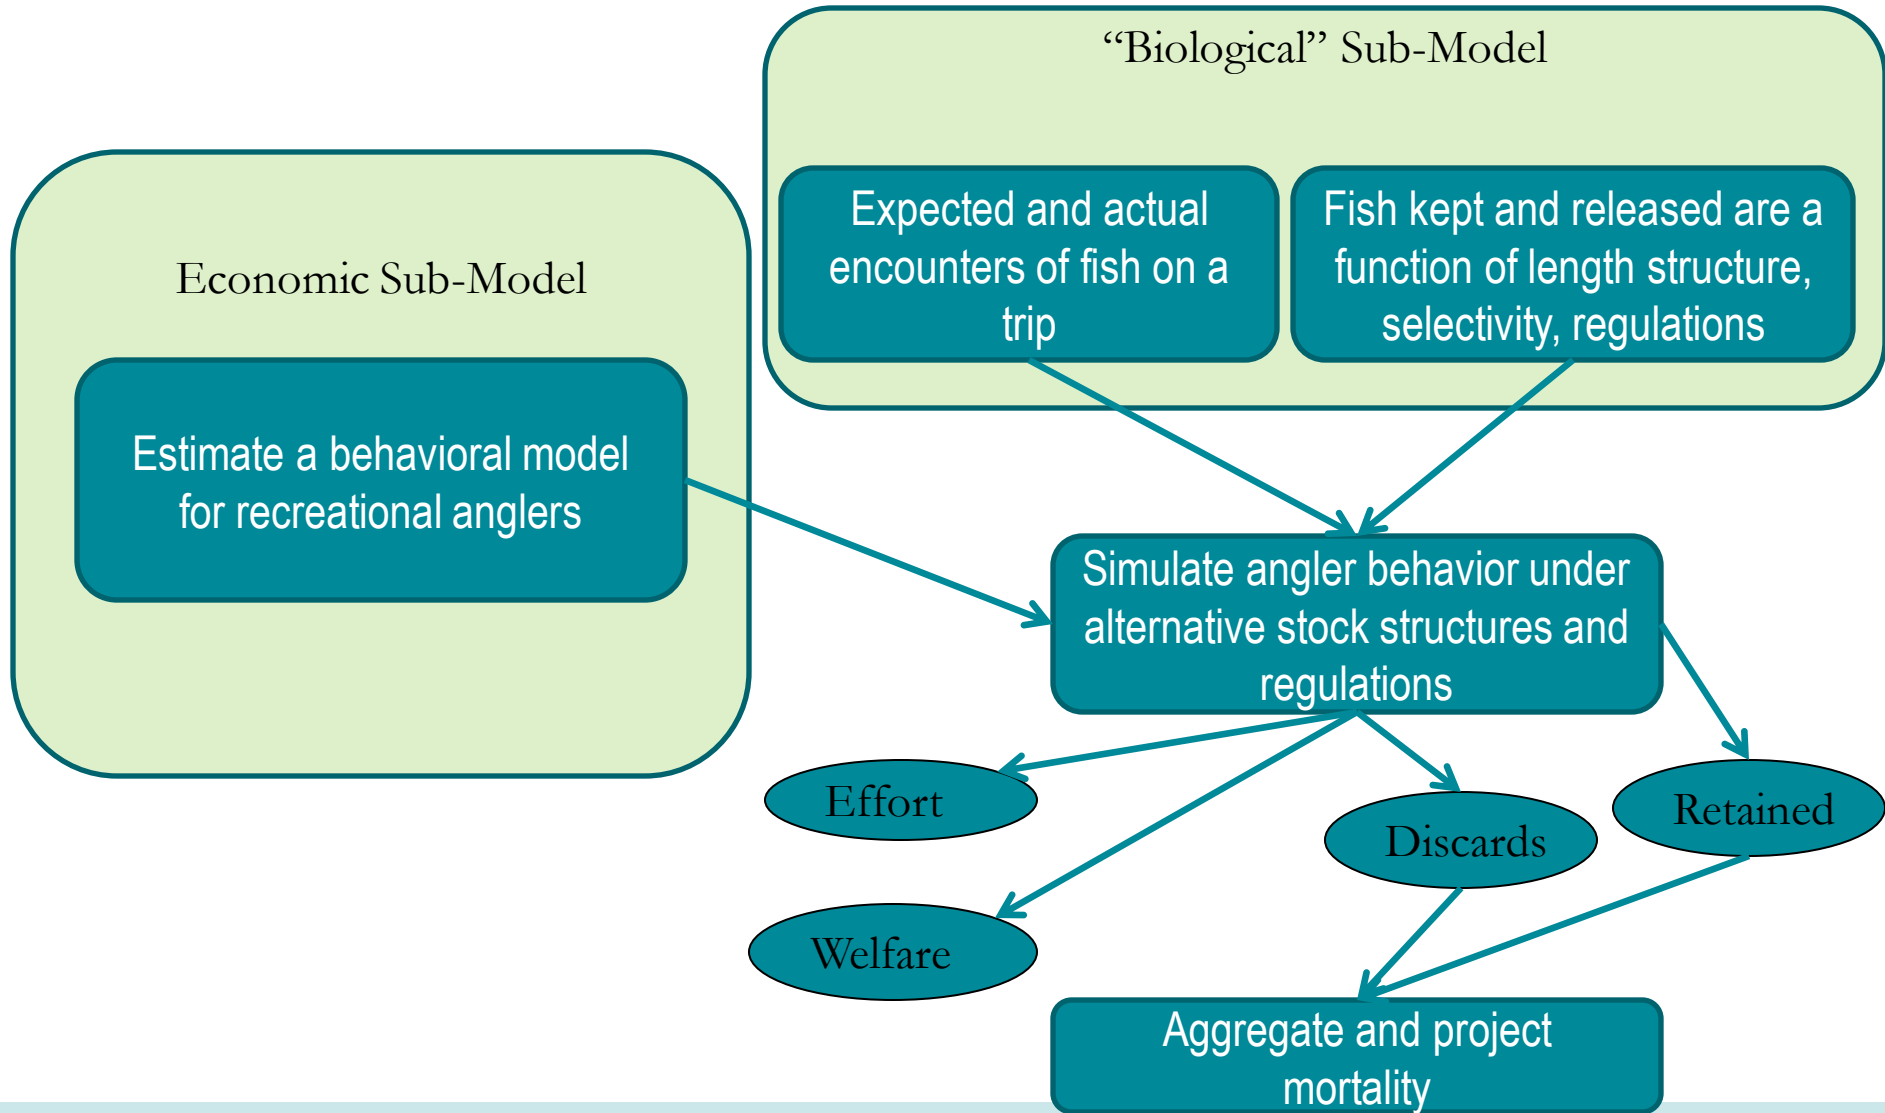 “Biological” Sub-Model
Expected and actual
encounters of fish on a
trip
Fish kept and released are a
function of length structure,
selectivity, regulations
Economic Sub-Model
Estimate a behavioral model
for recreational anglers
Simulate angler behavior under
alternative stock structures and
regulations
Effort
Discards
Retained
Welfare
Aggregate and project
mortality